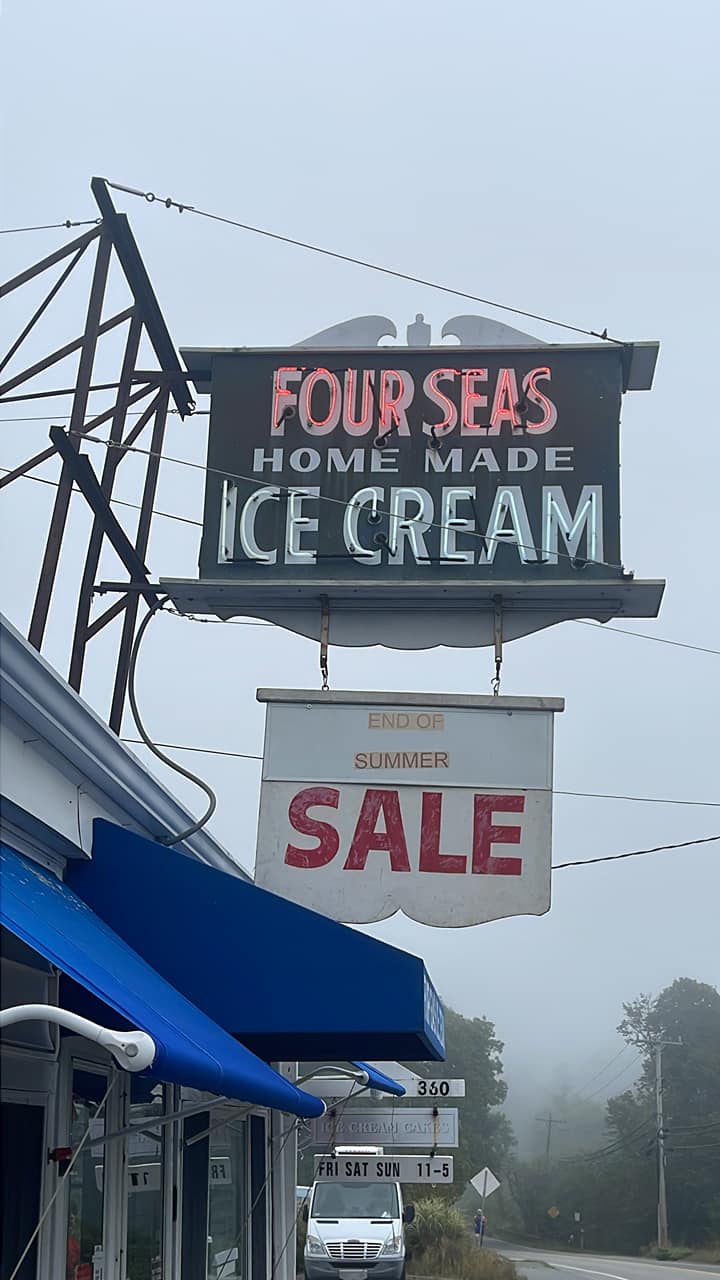 FOUR SEAS
HOME MADE
ICE CREAM
END OF
SUMMER
SALE
360
ICE CREAM CAKES
FRI SAT SUN 11-5